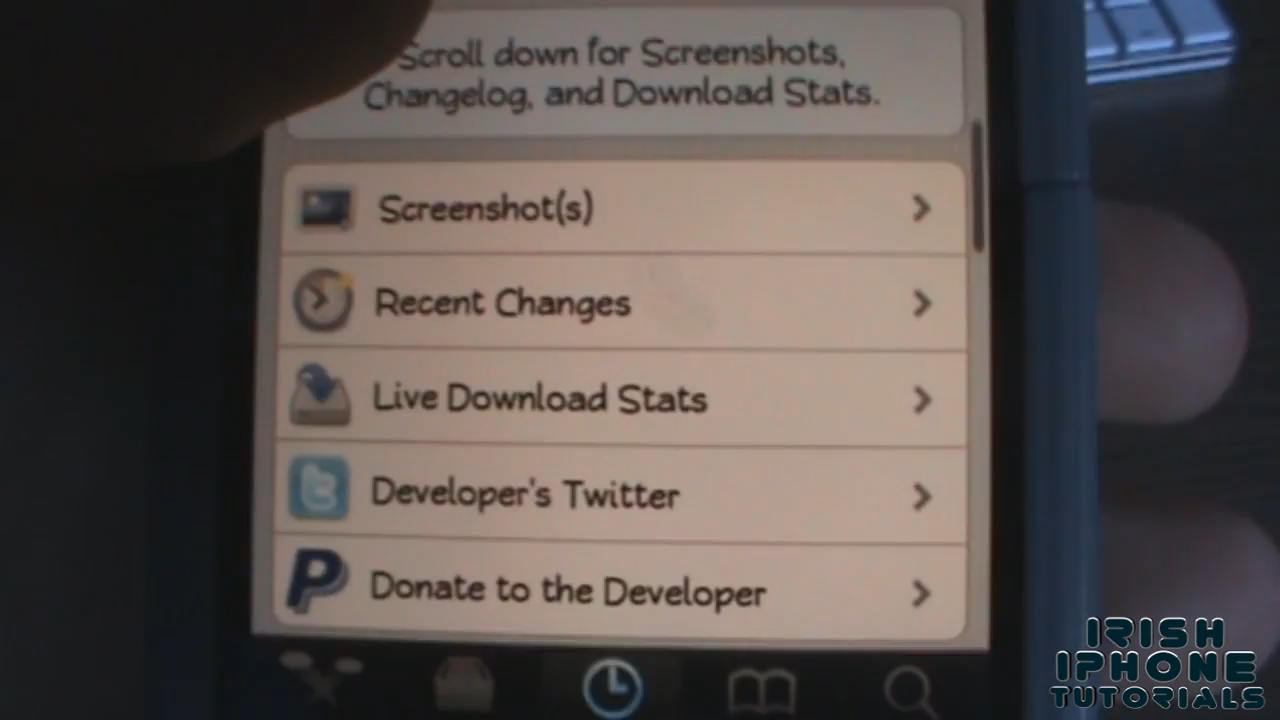 Scroll down for Screenshots,
Changelog, and Download Stats.
Screenshot(s)
Recent Changes
Live Download Stats
Developer's Twitter
Donate to the Developer
IRISH
IPHONE
TUTORIALS